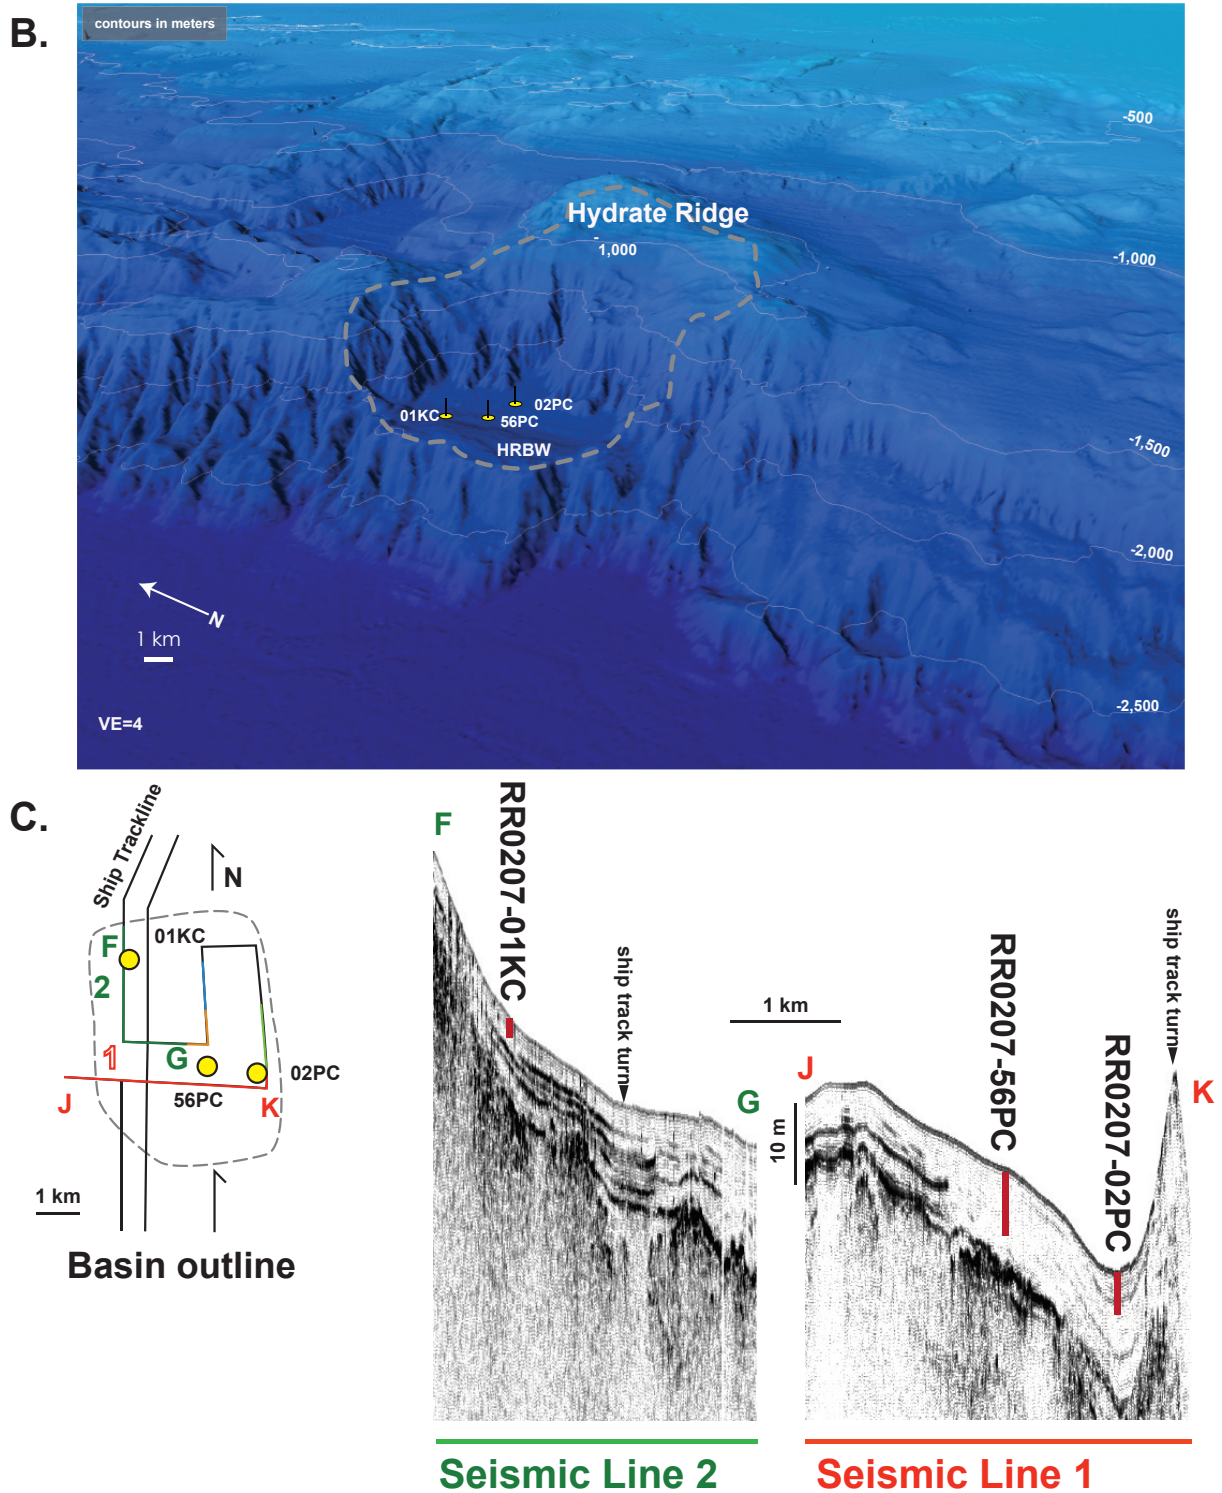 B.
contours in meters
-500
Hydrate Ridge
-
1,000
-1,000
01KC
02PC
56PC
HRBW
-1,500
-2,000
N
1 km
-2,500
VE=4
C.
Ship Trackline
N
01KC
F
2
1
G
02PC
J
56PC
K
1 km
Basin outline
F
RR0207-01KC
ship track turn
G
1 km
J
10 m
RR0207-56PC
RR0207-02PC
ship track turn
K
Seismic Line 2
Seismic Line 1